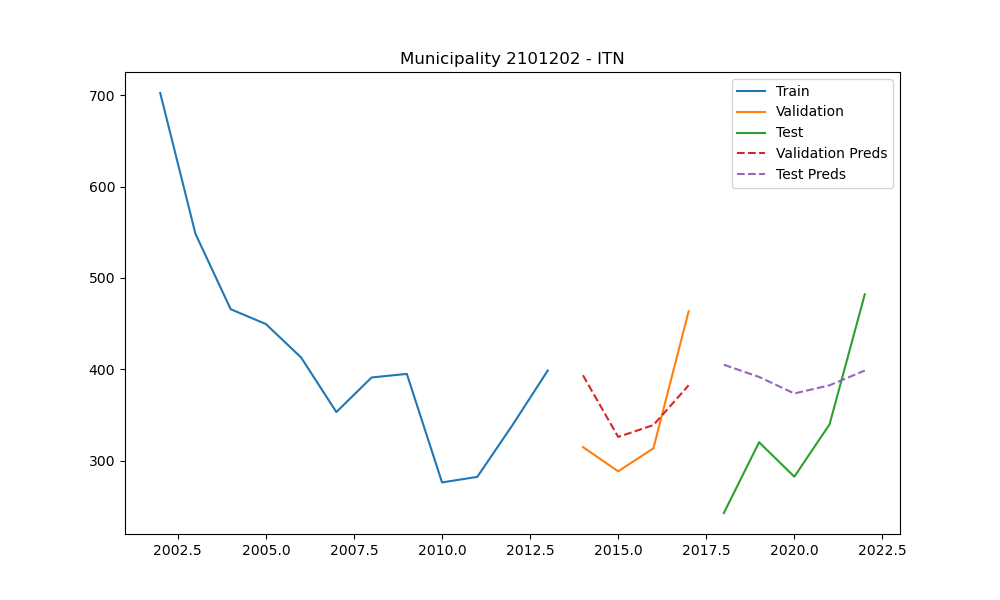 Municipality 2101202 - ITN
700
600
500
400
300
2002.5 2005.0 2007.5 2010.0 2012.5 2015.0 2017.5 2020.0 2022.5
Train
Validation
Test
Validation Preds
Test Preds